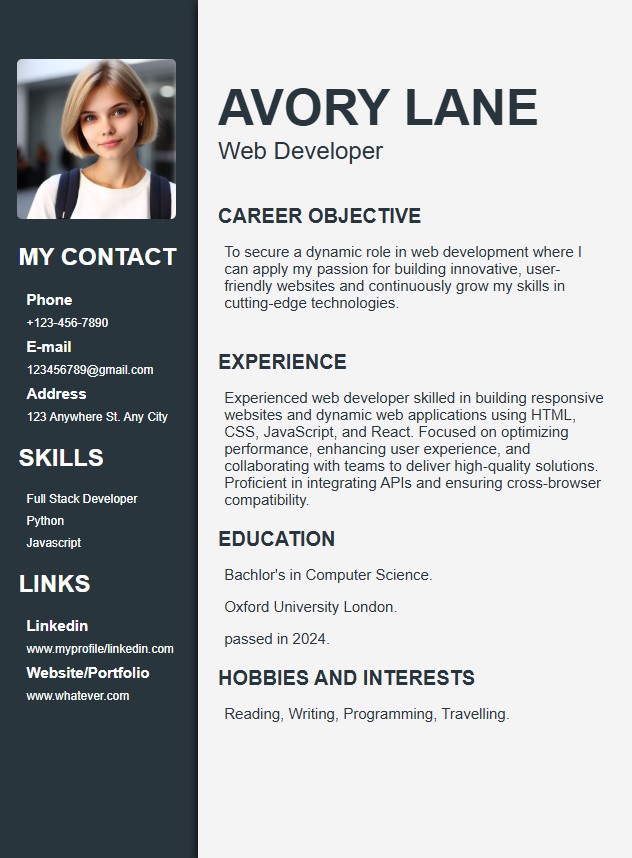 MY CONTACT
Phone
+123-456-7890
E-mail
123456789@gmail.com
Address
123 Anywhere St. Any City
SKILLS
Full Stack Developer
Python
Javascript
LINKS
Linkedin
www.myprofile/linkedin.com
Website/Portfolio
www.whatever.com
AVORY LANE
Web Developer
CAREER OBJECTIVE
To secure a dynamic role in web development where I
can apply my passion for building innovative, user-
friendly websites and continuously grow my skills in
cutting-edge technologies.
EXPERIENCE
Experienced web developer skilled in building responsive
websites and dynamic web applications using HTML,
CSS, JavaScript, and React. Focused on optimizing
performance, enhancing user experience, and
collaborating with teams to deliver high-quality solutions.
Proficient in integrating APIs and ensuring cross-browser
compatibility.
EDUCATION
Bachlor's in Computer Science.
Oxford University London.
passed in 2024.
HOBBIES AND INTERESTS
Reading, Writing, Programming, Travelling.